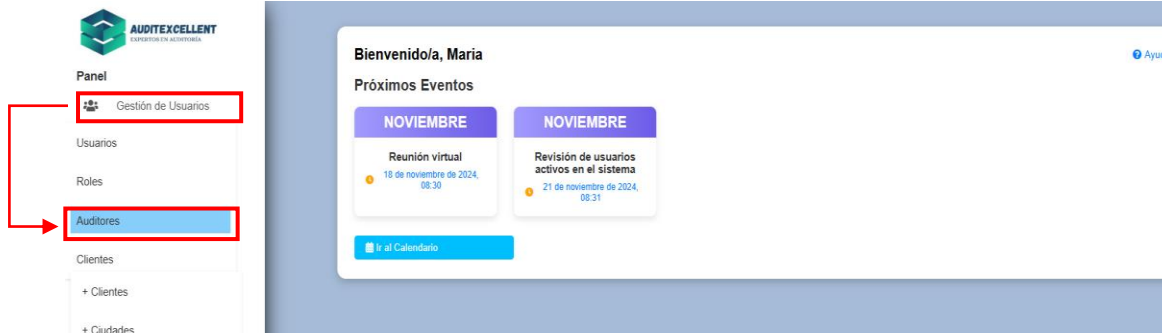 AUDITEXCELLENT
EXPERTOS EN AUDITORÍA
Panel
Gestión de Usuarios
Usuarios
Roles
Auditores
Clientes
+ Clientes
+ Ciudades
Bienvenido/a, Maria
Ayu
Próximos Eventos
NOVIEMBRE
Reunión virtual
18 de noviembre de 2024,
08:30
NOVIEMBRE
Revisión de usuarios
activos en el sistema
21 de noviembre de 2024,
08:31
Ir al Calendario